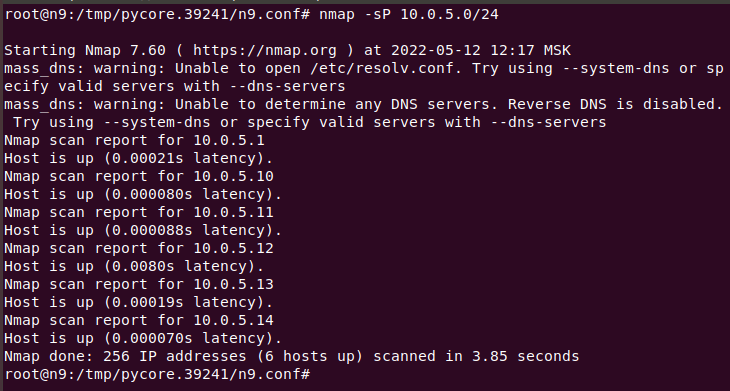 root@n9:/tmp/pycore.39241/n9.conf# nmap -sP 10.0.5.0/24
Starting Nmap 7.60 ( https://nmap.org ) at 2022-05-12 12:17 MSK
mass_dns: warning: Unable to open /etc/resolv.conf. Try using --system-dns or sp
ecify valid servers with --dns-servers
mass_dns: warning: Unable to determine any DNS servers. Reverse DNS is disabled.
 Try using --system-dns or specify valid servers with --dns-servers
Nmap scan report for 10.0.5.1
Host is up (0.00021s latency).
Nmap scan report for 10.0.5.10
Host is up (0.000080s latency).
Nmap scan report for 10.0.5.11
Host is up (0.000088s latency).
Nmap scan report for 10.0.5.12
Host is up (0.0080s latency).
Nmap scan report for 10.0.5.13
Host is up (0.00019s latency).
Nmap scan report for 10.0.5.14
Host is up (0.000070s latency).
Nmap done: 256 IP addresses (6 hosts up) scanned in 3.85 seconds
root@n9:/tmp/pycore.39241/n9.conf#